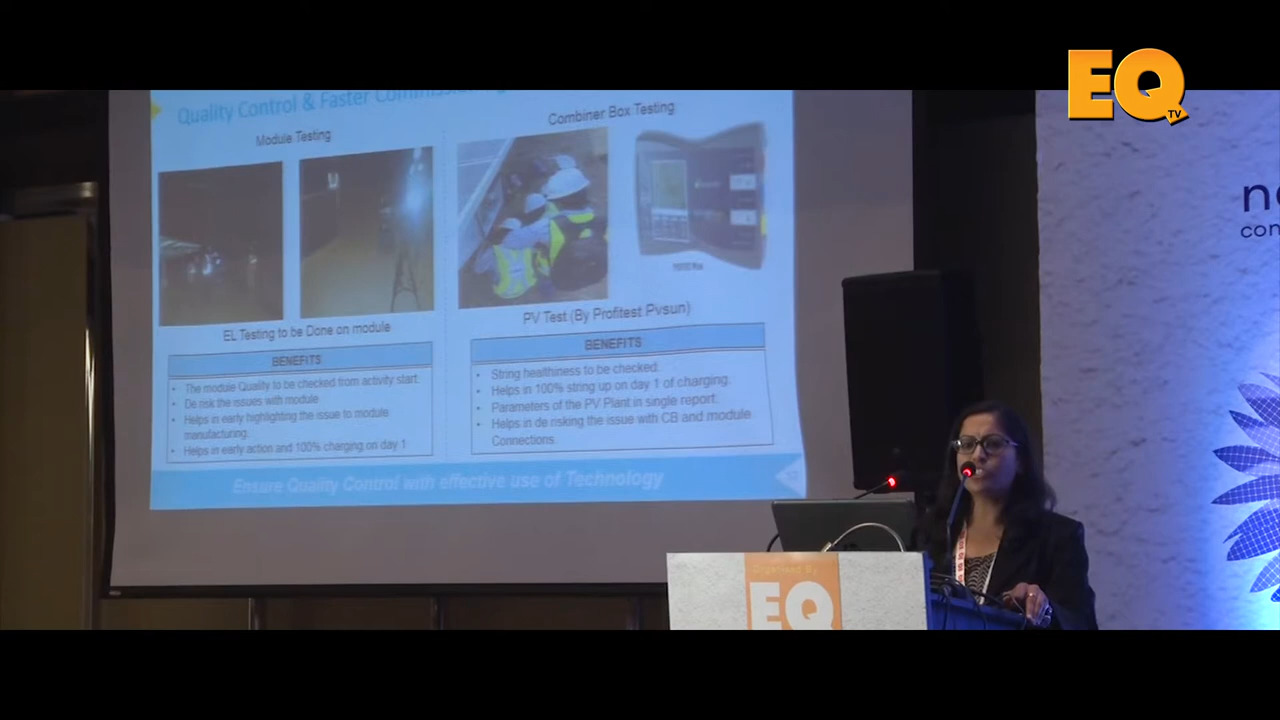 EQ
TV
Quality Control & Faster
Module Testing
Combiner Box Testing
EL Testing to be Done on module
PV Test (By Profitest Pvsun)
BENEFITS
• The module Quality to be checked from activity start.
• De risk the issues with module
• Helps in early highlighting the issue to module
manufacturing.
• Helps in early action and 100% charging on day 1
BENEFITS
• String healthiness to be checked.
• Helps in 100% string up on day 1 of charging.
• Parameters of the PV Plant in single report.
• Helps in de risking the issue with CB and module
Connections.
Ensure Quality Control with effective use of Technology
Organised By
EQ